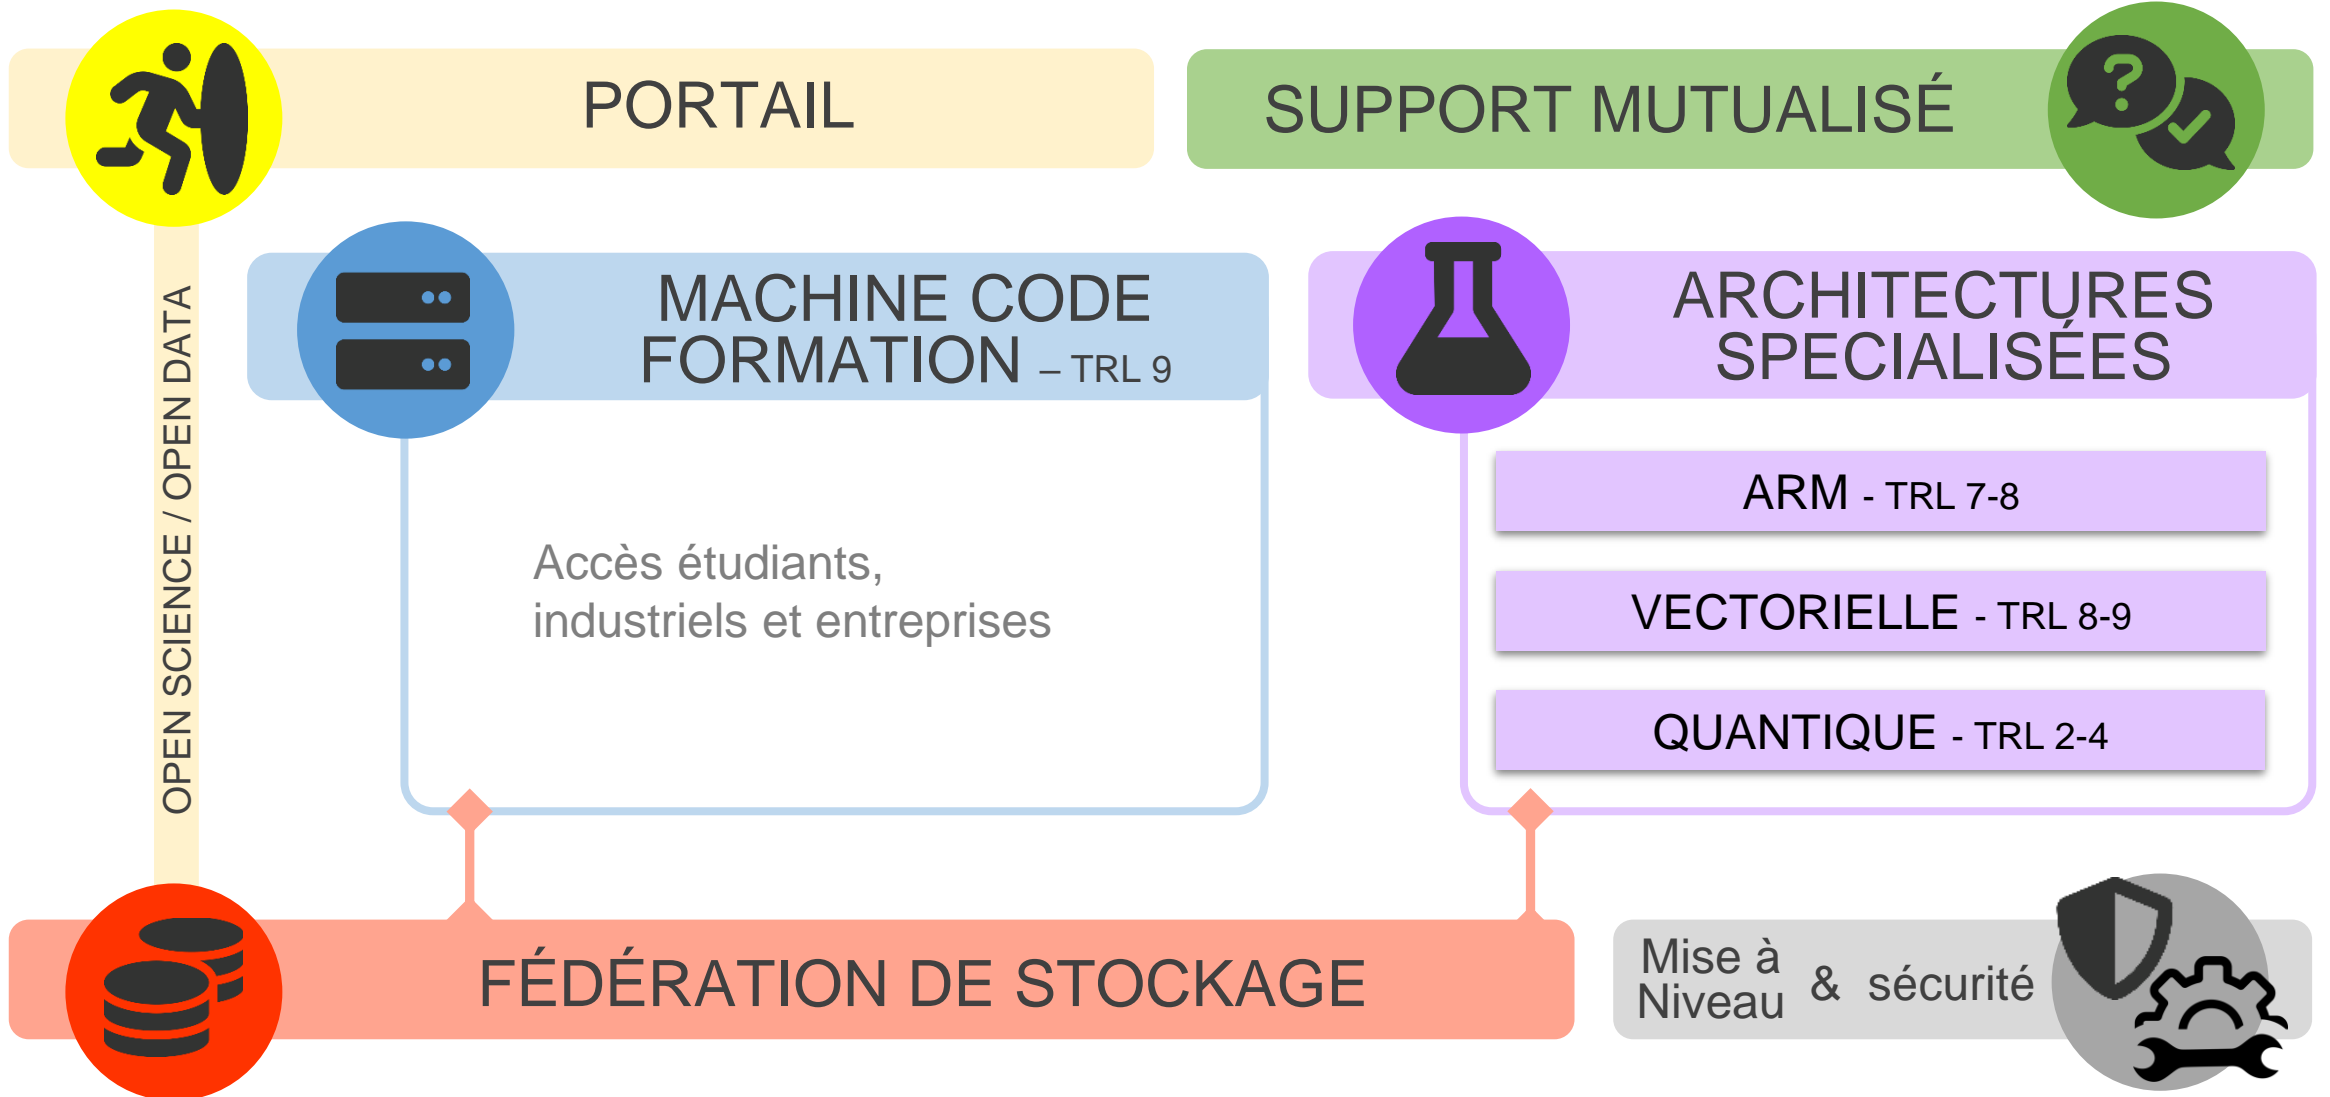 PORTAIL
SUPPORT MUTUALISÉ
MACHINE CODE
FORMATION – TRL 9
ARCHITECTURES
SPECIALISÉES
OPEN SCIENCE / OPEN DATA
Accès étudiants,
industriels et entreprises
ARM - TRL 7-8
VECTORIELLE - TRL 8-9
QUANTIQUE - TRL 2-4
FÉDÉRATION DE STOCKAGE
Mise à
Niveau & sécurité